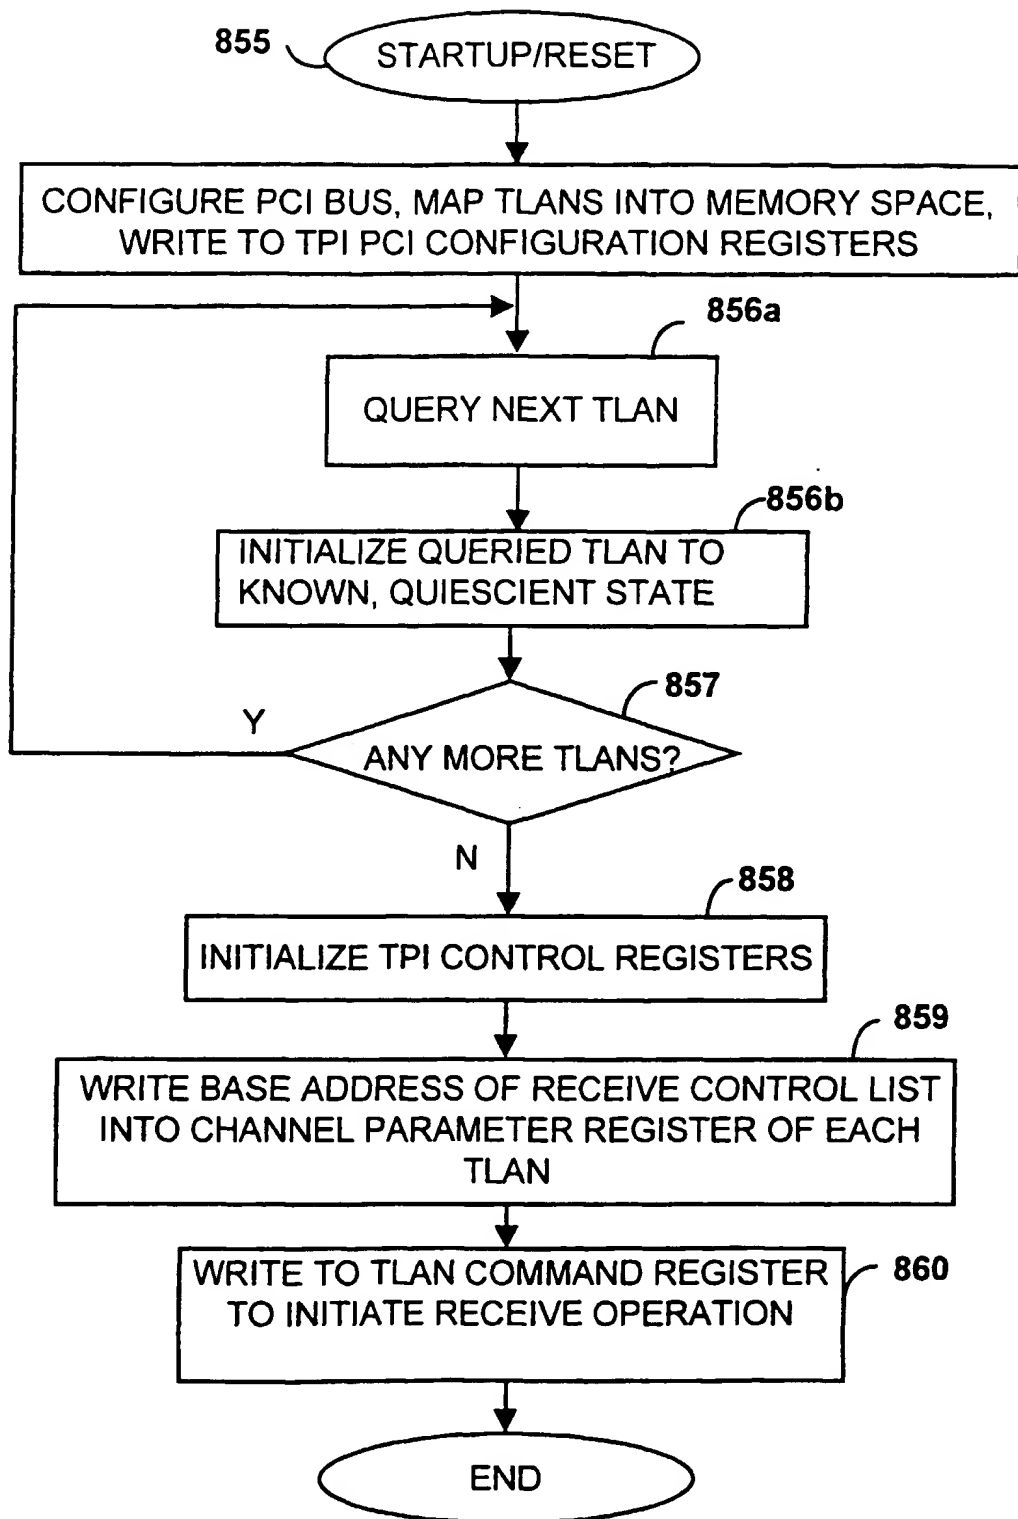 855
STARTUP/RESET
CONFIGURE PCI BUS, MAP TLANS INTO MEMORY SPACE,
WRITE TO TPI PCI CONFIGURATION REGISTERS
856a
QUERY NEXT TLAN
856b
INITIALIZE QUERIED TLAN TO
KNOWN, QUIESCIENT STATE
857
Y
ANY MORE TLANS?
N
858
INITIALIZE TPI CONTROL REGISTERS
859
WRITE BASE ADDRESS OF RECEIVE CONTROL LIST
INTO CHANNEL PARAMETER REGISTER OF EACH
TLAN
WRITE TO TLAN COMMAND REGISTER
860
TO INITIATE RECEIVE OPERATION
END